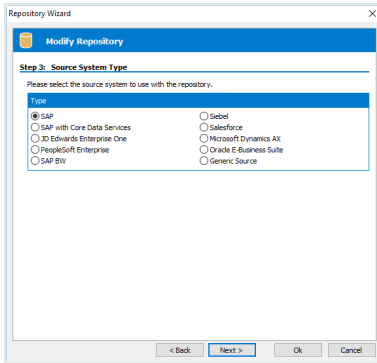 Repository Wizard
Modify Repository
Step 3: Source System Type
Please select the source system to use with the repository.
Type
SAP
SAP with Core Data Services
JD Edwards Enterprise One
PeopleSoft Enterprise
SAP BW
Siebel
Salesforce
Microsoft Dynamics AX
Oracle E-Business Suite
Generic Source
< Back Next > Ok Cancel